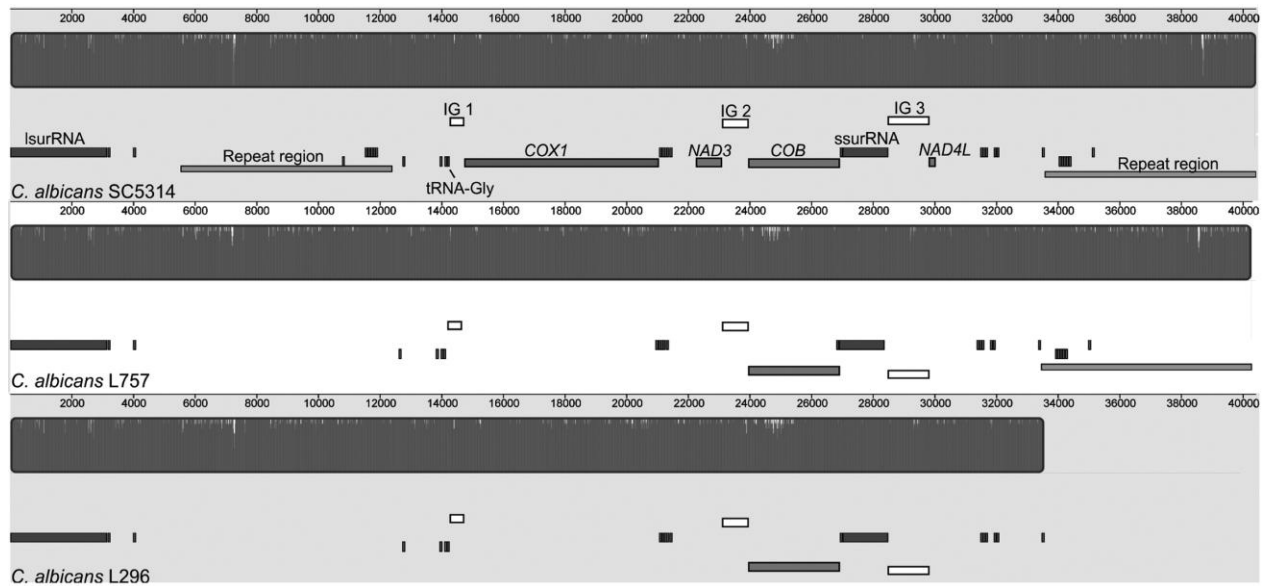 2000 4000 6000 8000 10000 12000 14000 16000 18000 20000 22000 24000 26000 28000 30000 32000 34000 36000 38000 40000
IG 1 IG 2 IG 3
lsurRNA Repeat region COX1 NAD3 COB ssurRNA NAD4L Repeat region
tRNA-Gly
C. albicans SC5314
2000 4000 6000 8000 10000 12000 14000 16000 18000 20000 22000 24000 26000 28000 30000 32000 34000 36000 38000 40000
C. albicans L757
2000 4000 6000 8000 10000 12000 14000 16000 18000 20000 22000 24000 26000 28000 30000 32000 34000 36000 38000 40000
C. albicans L296